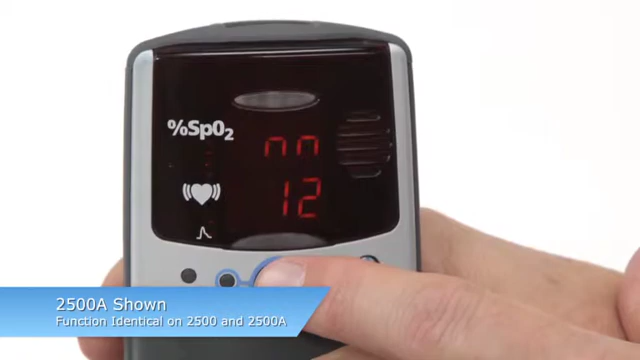 %SpO₂
nn
12
2500A Shown
Function Identical on 2500 and 2500A